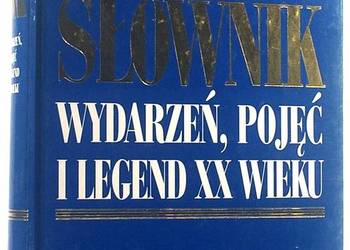 SŁOWNIK
WYDARZEŃ, POJĘĆ
I LEGEND XX WIEKU